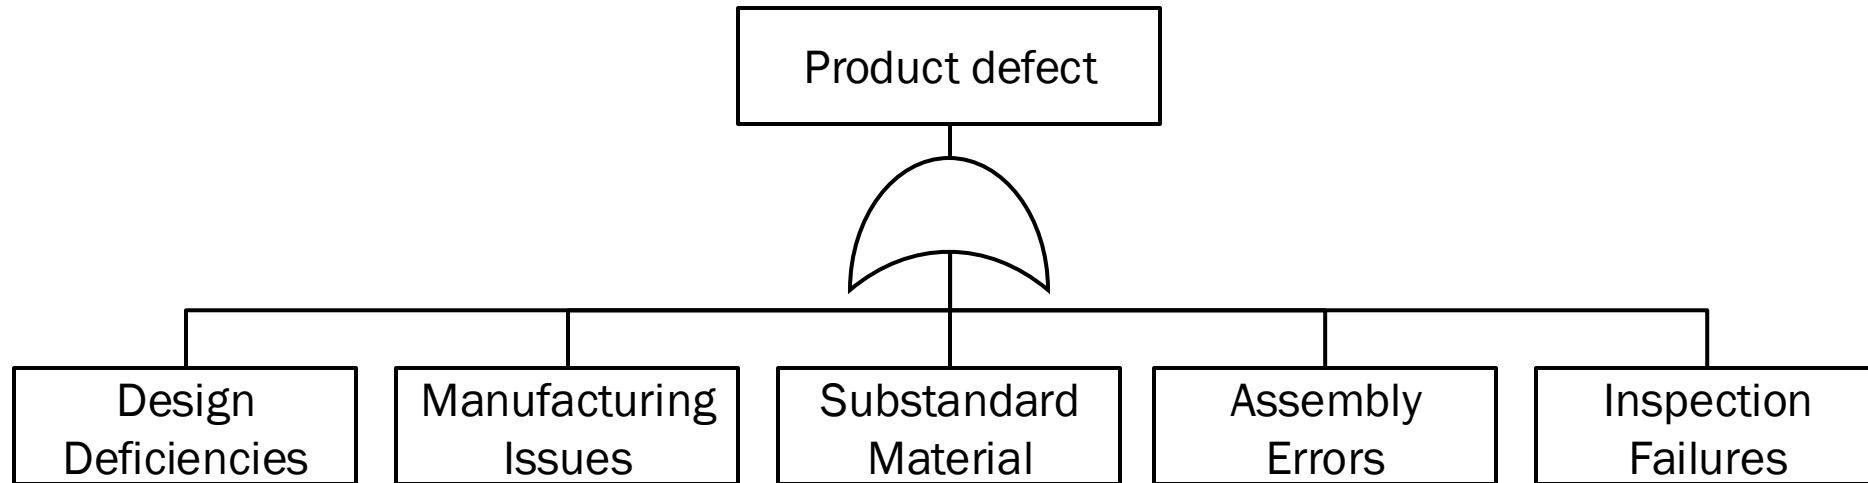 Product defect
Design
Deficiencies
Manufacturing
Issues
Substandard
Material
Assembly
Errors
Inspection
Failures